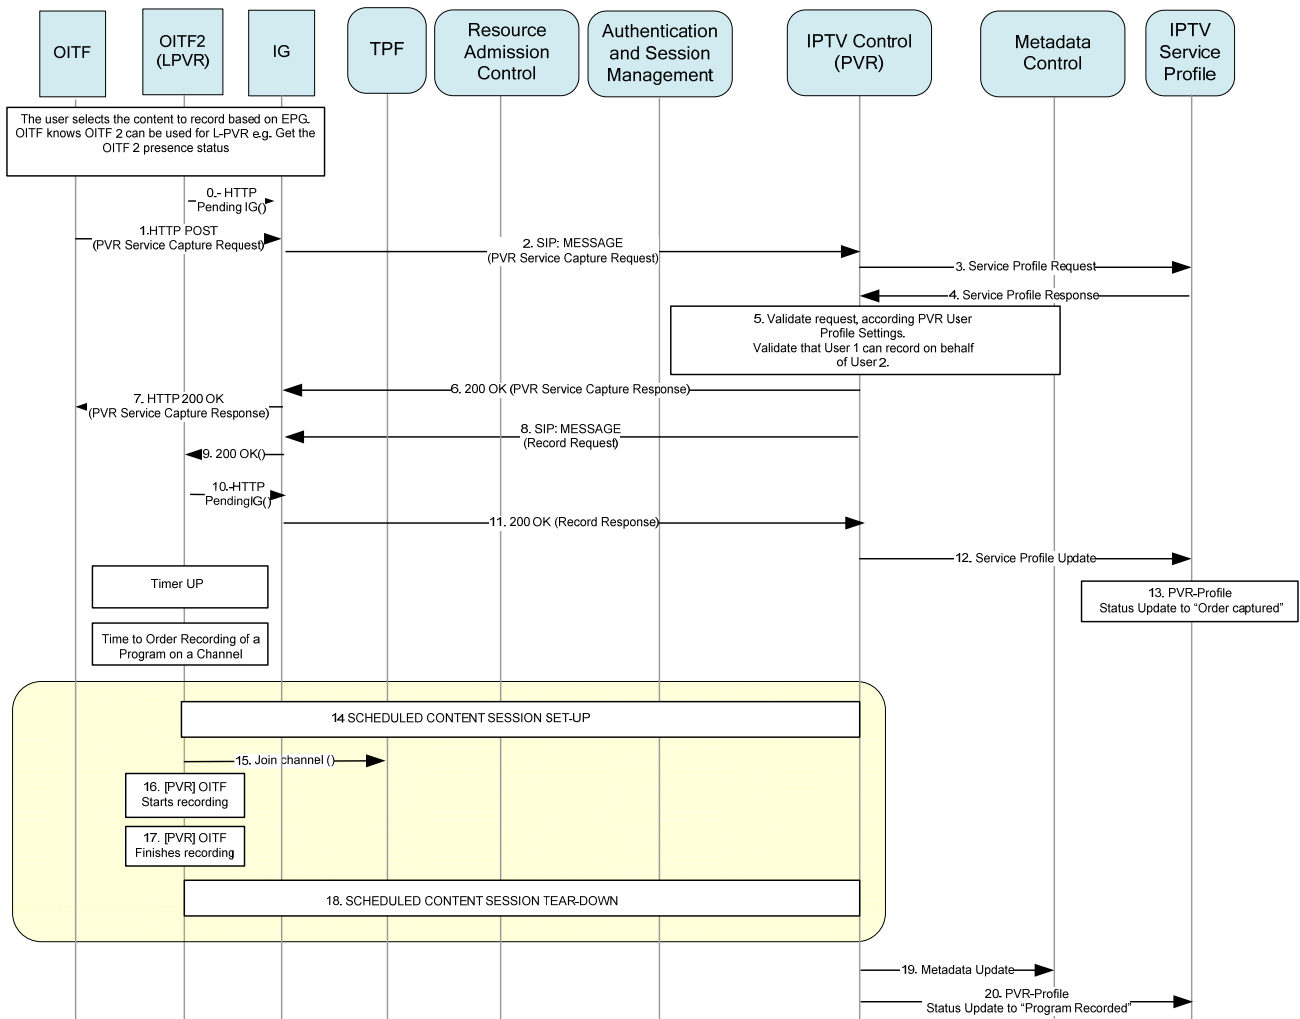 OITF
OITF2
(LPVR)
IG
TPF
Resource
Admission
Control
Authentication
and Session
Management
IPTV Control
(PVR)
Metadata
Control
IPTV
Service
Profile
The user selects the content to record based on EPG.
OITF knows OITF 2 can be used for L-PVR e.g. Get the
OITF 2 presence status
0.- HTTP
Pending IG()
1.HTTP POST
(PVR Service Capture Request)
2. SIP: MESSAGE
(PVR Service Capture Request)
3. Service Profile Request
4. Service Profile Response
5. Validate request, according PVR User
Profile Settings.
Validate that User 1 can record on behalf
of User 2.
6. 200 OK (PVR Service Capture Response)
7. HTTP 200 OK
(PVR Service Capture Response)
8. SIP: MESSAGE
(Record Request)
9. 200 OK()
10.-HTTP
PendingIG()
11. 200 OK (Record Response)
12. Service Profile Update
Timer UP
13. PVR-Profile
Status Update to “Order captured”
Time to Order Recording of a
Program on a Channel
14 SCHEDULED CONTENT SESSION SET-UP
15. Join channel ()
16. [PVR] OITF
Starts recording
17. [PVR] OITF
Finishes recording
18. SCHEDULED CONTENT SESSION TEAR-DOWN
19. Metadata Update
20. PVR-Profile
Status Update to “Program Recorded”